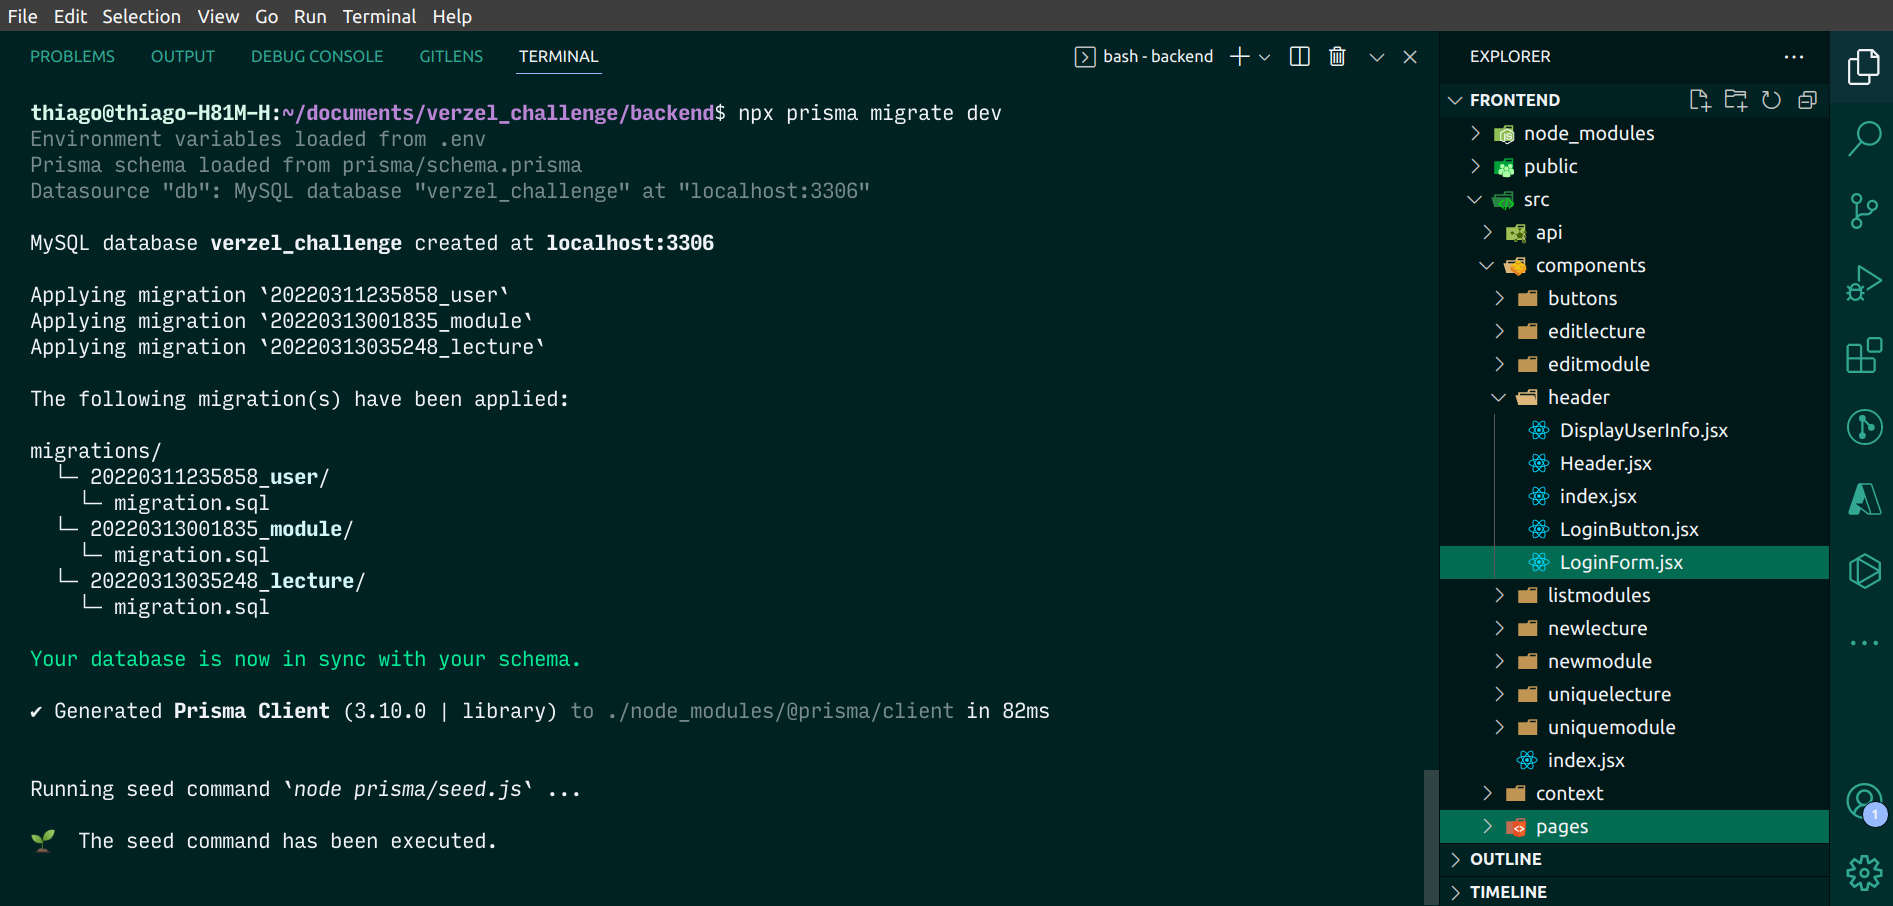 File Edit Selection View Go Run Terminal Help
PROBLEMS OUTPUT DEBUG CONSOLE GITLENS TERMINAL bash - backend
thiago@thiago-H81M-H:~/documents/verzel_challenge/backend$ npx prisma migrate dev
Environment variables loaded from .env
Prisma schema loaded from prisma/schema.prisma
Datasource "db": MySQL database "verzel_challenge" at "localhost:3306"
MySQL database verzel_challenge created at localhost:3306
Applying migration `20220311235858_user`
Applying migration `20220313001835_module`
Applying migration `20220313035248_lecture`
The following migration(s) have been applied:
migrations/
└─ 20220311235858_user/
└─ migration.sql
└─ 20220313001835_module/
└─ migration.sql
└─ 20220313035248_lecture/
└─ migration.sql
Your database is now in sync with your schema.
✔ Generated Prisma Client (3.10.0 | library) to ./node_modules/@prisma/client in 82ms
Running seed command `node prisma/seed.js` ...
🌱 The seed command has been executed.
EXPLORER
FRONTEND
node_modules
public
src
api
components
buttons
editlecture
editmodule
header
DisplayUserInfo.jsx
Header.jsx
index.jsx
LoginButton.jsx
LoginForm.jsx
listmodules
newlecture
newmodule
uniquelecture
uniquemodule
index.jsx
context
pages
OUTLINE
TIMELINE
1